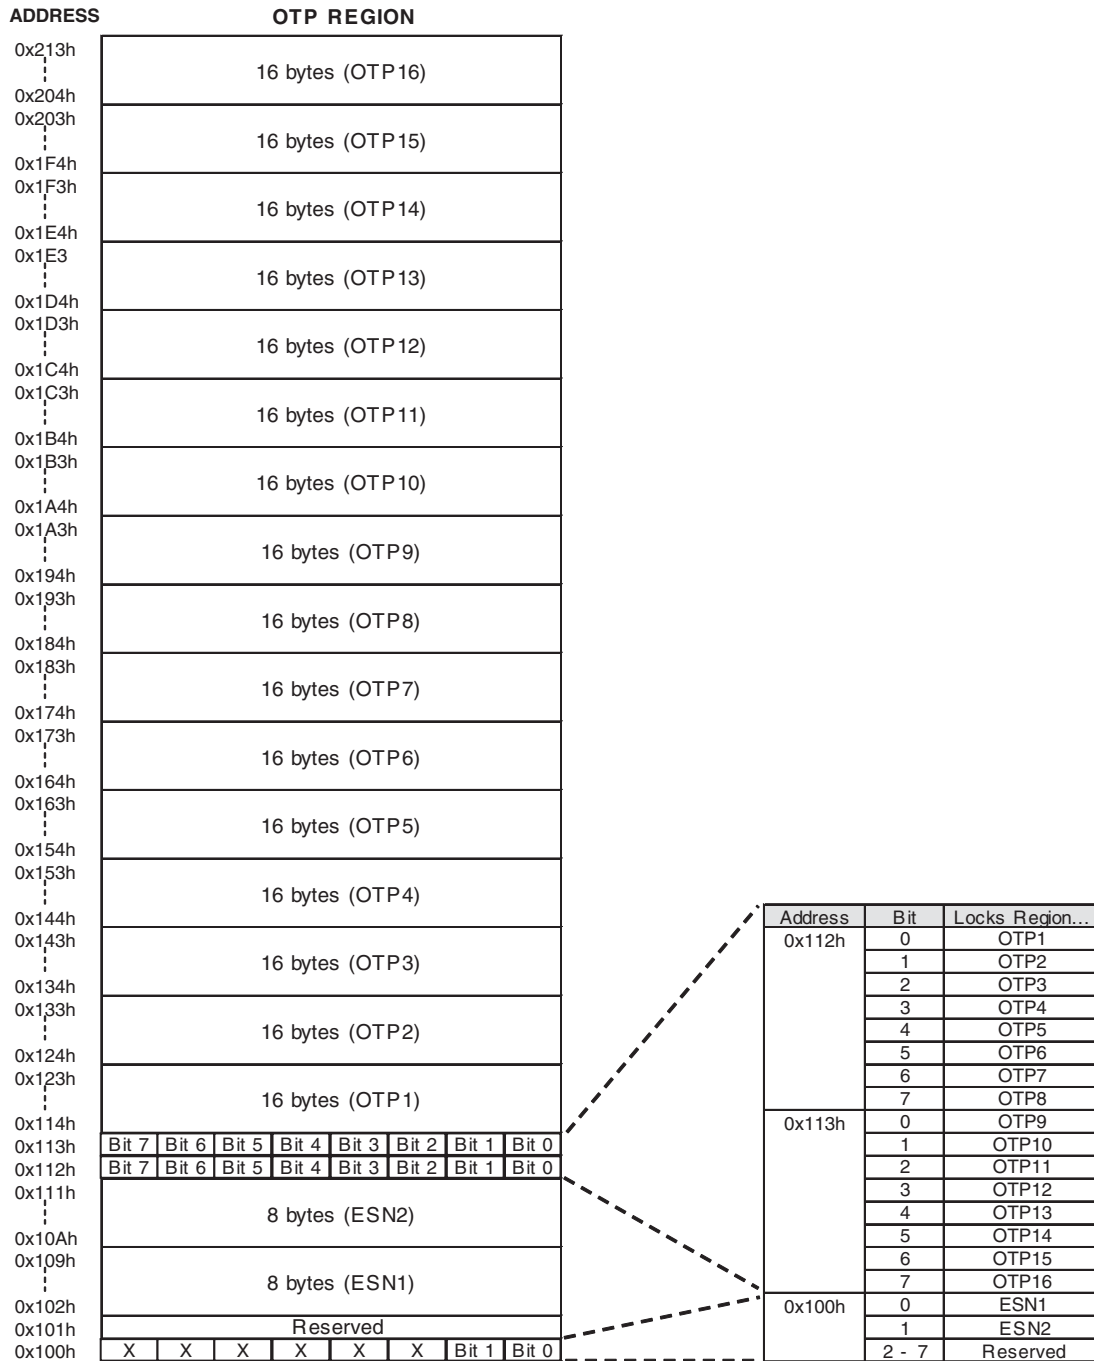 ADDRESS OTP REGION
0x213h
16 bytes (OTP16)
0x204h
0x203h
16 bytes (OTP15)
0x1F4h
0x1F3h
16 bytes (OTP14)
0x1E4h
0x1E3
16 bytes (OTP13)
0x1D4h
0x1D3h
16 bytes (OTP12)
0x1C4h
0x1C3h
16 bytes (OTP11)
0x1B4h
0x1B3h
16 bytes (OTP10)
0x1A4h
0x1A3h
16 bytes (OTP9)
0x194h
0x193h
16 bytes (OTP8)
0x184h
0x183h
16 bytes (OTP7)
0x174h
0x173h
16 bytes (OTP6)
0x164h
0x163h
16 bytes (OTP5)
0x154h
0x153h
16 bytes (OTP4)
0x144h
0x143h
16 bytes (OTP3)
0x134h
0x133h
16 bytes (OTP2)
0x124h
0x123h
16 bytes (OTP1)
0x114h
0x113h Bit 7 Bit 6 Bit 5 Bit 4 Bit 3 Bit 2 Bit 1 Bit 0
0x112h Bit 7 Bit 6 Bit 5 Bit 4 Bit 3 Bit 2 Bit 1 Bit 0
0x111h
8 bytes (ESN2)
0x10Ah
0x109h
8 bytes (ESN1)
0x102h
0x101h Reserved
0x100h X X X X X X Bit 1 Bit 0
Address Bit Locks Region...
0x112h 0 OTP1
1 OTP2
2 OTP3
3 OTP4
4 OTP5
5 OTP6
6 OTP7
7 OTP8
0x113h 0 OTP9
1 OTP10
2 OTP11
3 OTP12
4 OTP13
5 OTP14
6 OTP15
7 OTP16
0x100h 0 ESN1
1 ESN2
2 - 7 Reserved